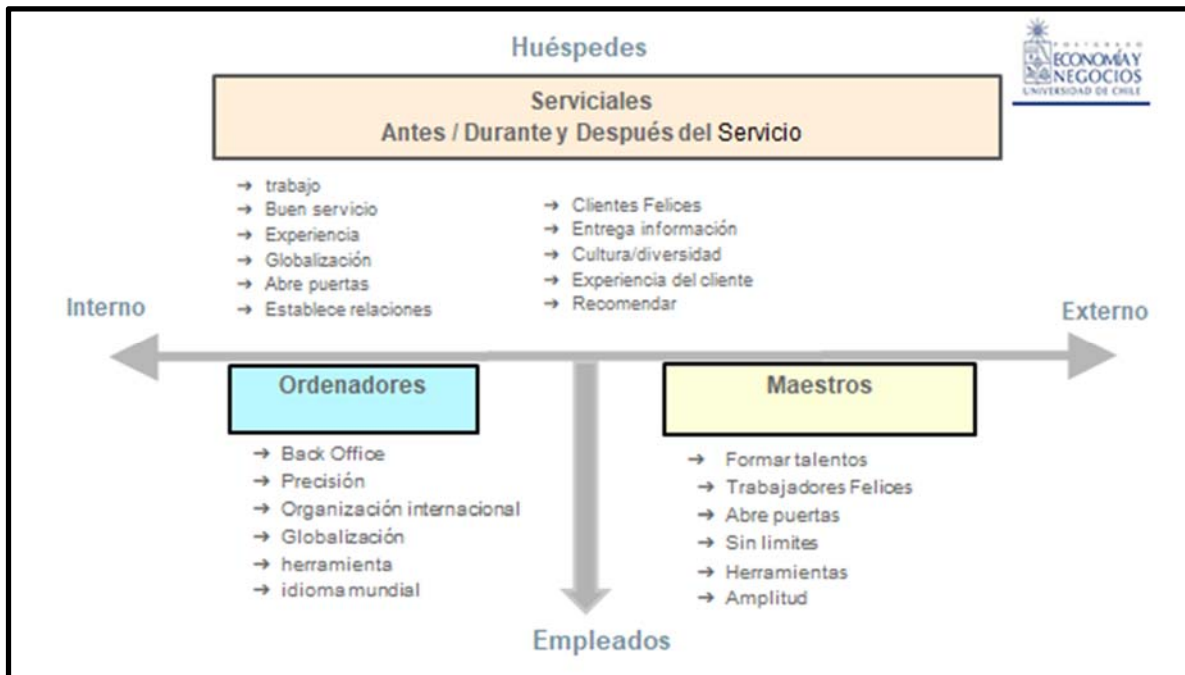 Huéspedes
POSTGRADO
ECONOMÍA Y
NEGOCIOS
UNIVERSIDAD DE CHILE
Serviciales
Antes / Durante y Después del Servicio
→ trabajo
→ Buen servicio
→ Experiencia
→ Globalización
→ Abre puertas
→ Establece relaciones
→ Clientes Felices
→ Entrega información
→ Cultura/diversidad
→ Experiencia del cliente
→ Recomendar
Interno
Externo
Ordenadores
→ Back Office
→ Precisión
→ Organización internacional
→ Globalización
→ herramienta
→ idioma mundial
Maestros
→ Formar talentos
→ Trabajadores Felices
→ Abre puertas
→ Sin limites
→ Herramientas
→ Amplitud
Empleados